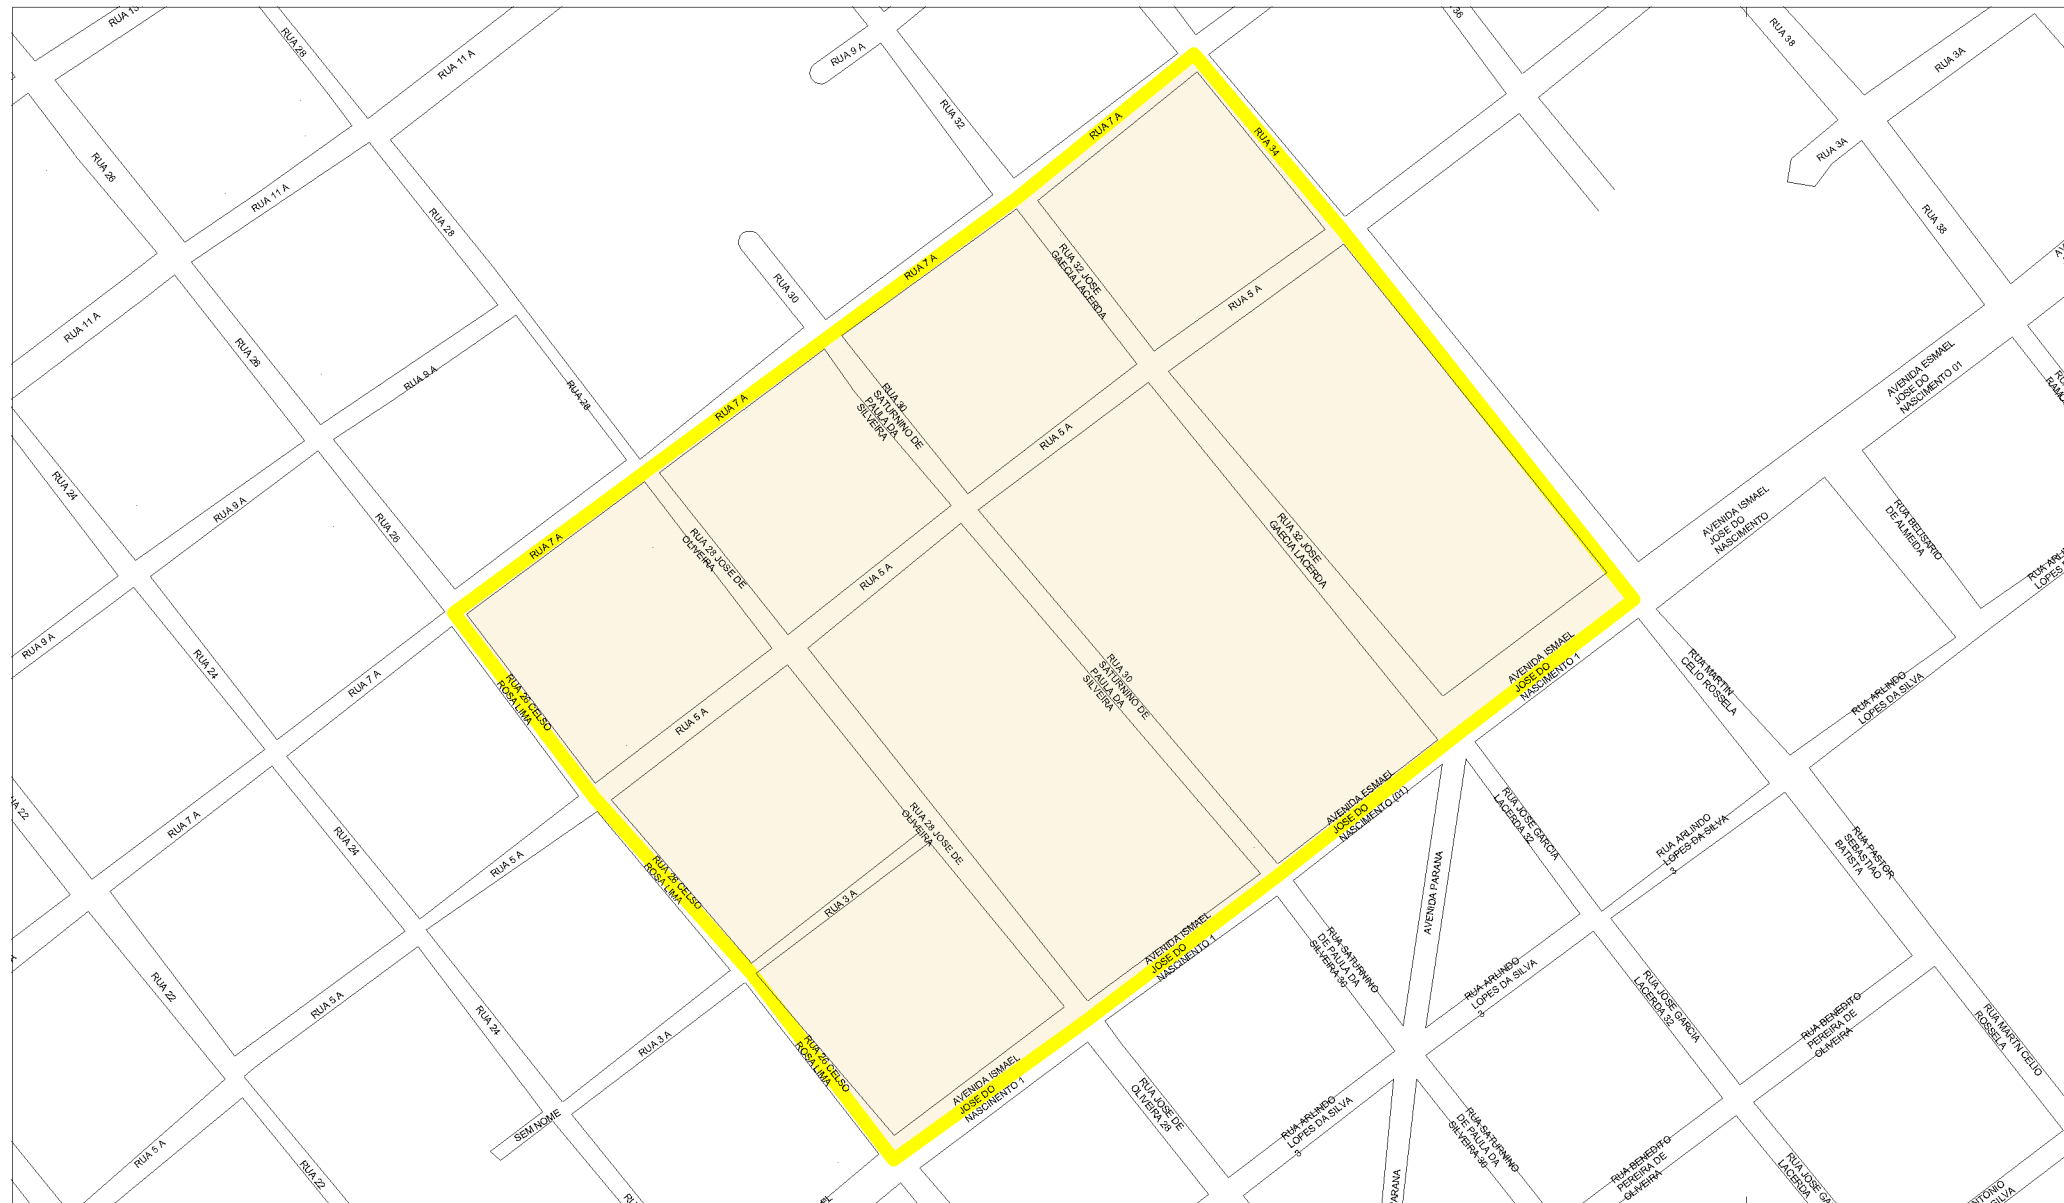 RUA 28
RUA 11 A
RUA 9 A
RUA 32
RUA 7 A
RUA 34
RUA 38
RUA 3A
RUA 3A
RUA 38
RUA 26
RUA 11 A
RUA 28
RUA 7 A
RUA 30
RUA 32 JOSE
GAECIA LACERDA
RUA 5 A
RUA 11 A
RUA 26
RUA 9 A
RUA 28
RUA 7 A
RUA 30
SATURNINO DE
PAULA DA
SILVEIRA
RUA 5 A
AVENIDA ESMAEL
JOSE DO
NASCIMENTO 01
RUA 24
RUA 9 A
RUA 26
RUA 7 A
RUA 28 JOSE DE
OLIVEIRA
RUA 5 A
RUA 32 JOSE
GAECIA LACERDA
AVENIDA ISMAEL
JOSE DO
NASCIMENTO
RUA BELISARIO
DE ALMEIDA
RUA 9 A
RUA 24
RUA 7 A
RUA 26 CELSO
ROSA LIMA
RUA 5 A
RUA 30
SATURNINO DE
PAULA DA
SILVEIRA
AVENIDA ISMAEL
JOSE DO
NASCIMENTO 1
RUA MARTIN
CELIO ROSSELA
RUA ARLINDO
LOPES DA SILVA
RUA 7 A
RUA 24
RUA 5 A
RUA 26 CELSO
ROSA LIMA
RUA 3 A
RUA 28 JOSE DE
OLIVEIRA
AVENIDA ESMAEL
JOSE DO
NASCIMENTO (01)
AVENIDA PARANA
RUA JOSE GARCIA
LACERDA 32
RUA ARLINDO
LOPES DA SILVA
3
RUA PASTOR
SEBASTIAO
BATISTA
RUA 22
RUA 5 A
RUA 24
RUA 3 A
RUA 26 CELSO
ROSA LIMA
AVENIDA ISMAEL
JOSE DO
NASCINENTO 1
RUA SATURNINO
DE PAULA DA
SILVEIRA 30
RUA ARLINDO
LOPES DA SILVA
3
RUA JOSE GARCIA
LACERDA 32
RUA BENEDITO
PEREIRA DE
OLIVEIRA
RUA MARTN CELIO
ROSSELA
RUA 5 A
RUA 22
SEM NOME
AVENIDA ISMAEL
JOSE DO
NASCINENTO 1
RUA JOSE DE
OLIVEIRA 28
RUA ARLINDO
LOPES DA SILVA
3
RUA SATURNINO
DE PAULA DA
SILVEIRA 30
RUA BENEDITO
PEREIRA DE
OLIVEIRA